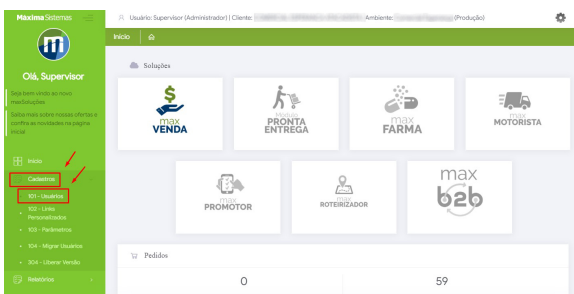 Máxima Sistemas
Usuário: Supervisor (Administrador) | Cliente:
Ambiente:
(Produção)
Início
Olá, Supervisor
Seja bem vindo ao novo
maxSoluções
Saiba mais sobre nossas ofertas e
confira as novidades na pagina
inicial
Início
Cadastros
101 - Usuários
102 - Links
Personalizados
103 - Parâmetros
104 - Migrar Usuários
304 - Liberar Versão
Relatórios
Soluções
max
VENDA
Módulo
PRONTA
ENTREGA
max
FARMA
max
MOTORISTA
max
PROMOTOR
max
ROTEIRIZADOR
max
b2b
Pedidos
0
59